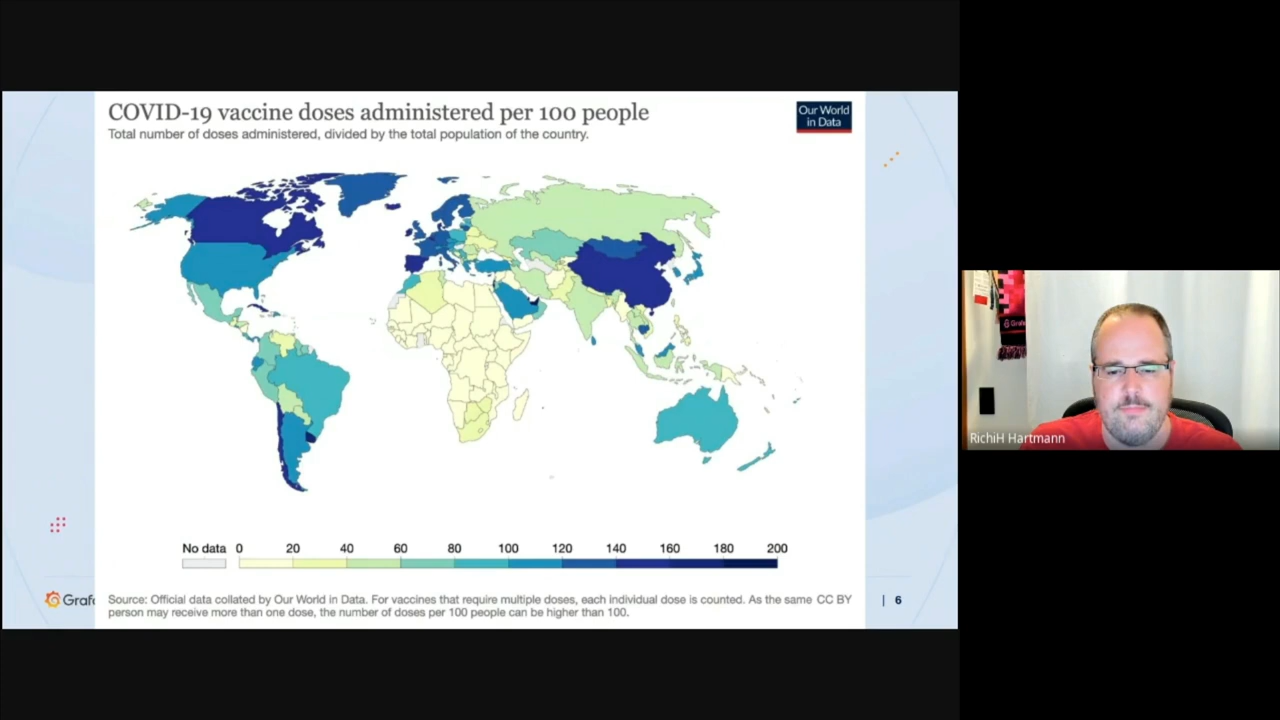 COVID-19 vaccine doses administered per 100 people
Total number of doses administered, divided by the total population of the country.
Our World
in Data
No data 0 20 40 60 80 100 120 140 160 180 200
Source: Official data collated by Our World in Data. For vaccines that require multiple doses, each individual dose is counted. As the same CC BY
person may receive more than one dose, the number of doses per 100 people can be higher than 100.
Grafa
| 6
RichiH Hartmann